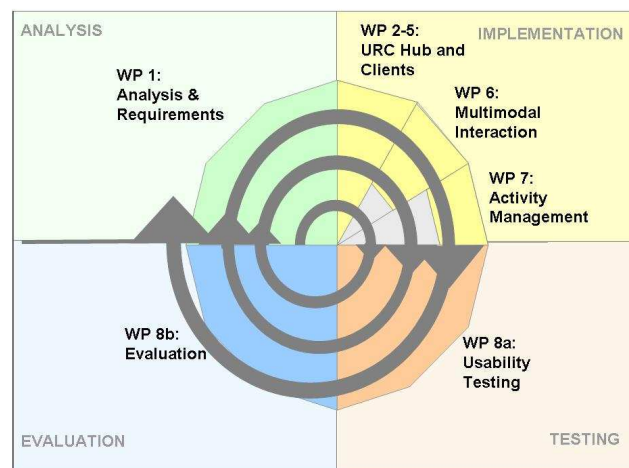 ANALYSIS
WP 1:
Analysis &
Requirements
WP 2-5:
URC Hub and
Clients
IMPLEMENTATION
WP 6:
Multimodal
Interaction
WP 7:
Activity
Management
WP 8b:
Evaluation
EVALUATION
WP 8a:
Usability
Testing
TESTING